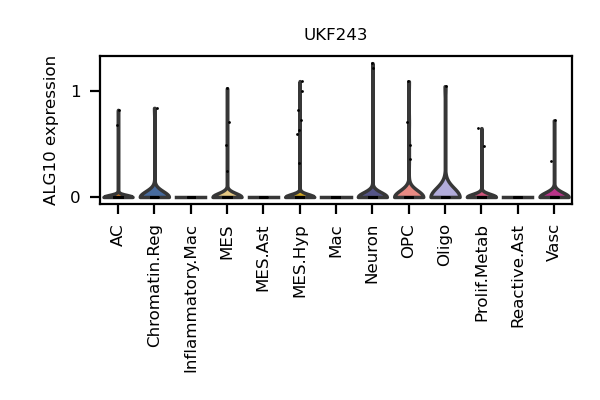 UKF243
ALG10 expression
1
0
AC
Chromatin.Reg
Inflammatory.Mac
MES
MES.Ast
MES.Hyp
Mac
Neuron
OPC
Oligo
Prolif.Metab
Reactive.Ast
Vasc